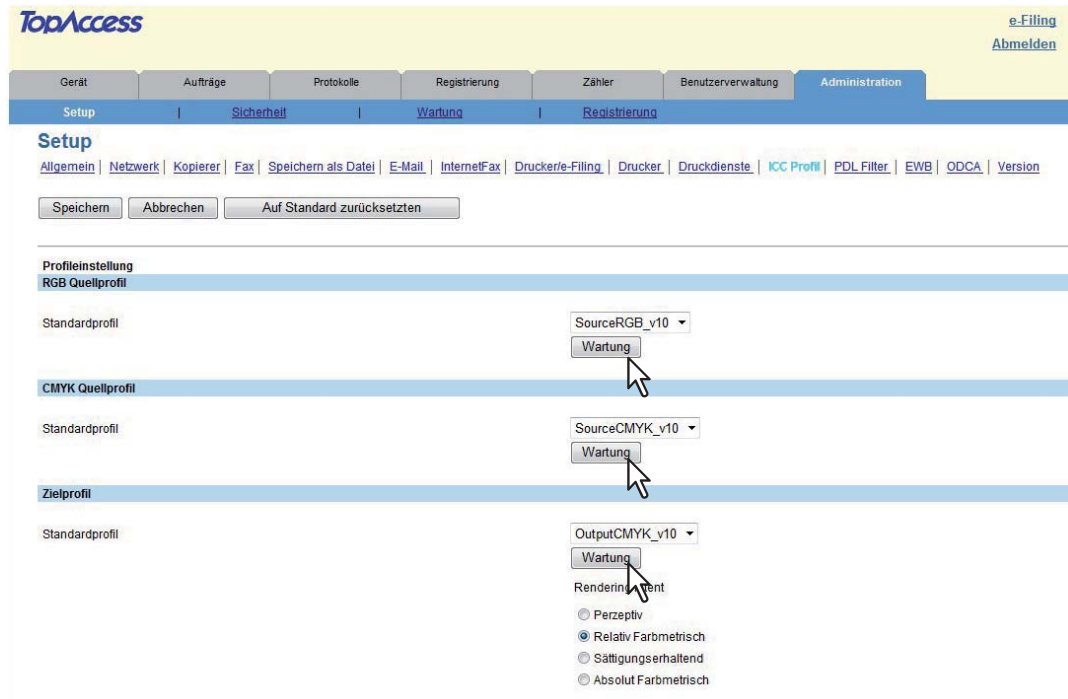 TopAccess
e-Filing
Abmelden
Gerät Aufträge Protokolle Registrierung Zähler Benutzerverwaltung Administration
Setup | Sicherheit | Wartung | Registrierung
Setup
Allgemein | Netzwerk | Kopierer | Fax | Speichern als Datei | E-Mail | InternetFax | Drucker/e-Filing | Drucker | Druckdienste | ICC Profil | PDL Filter | EWB | ODCA | Version
Speichern Abbrechen Auf Standard zurücksetzten
Profileinstellung
RGB Quellprofil
Standardprofil SourceRGB_v10
Wartung
CMYK Quellprofil
Standardprofil SourceCMYK_v10
Wartung
Zielprofil
Standardprofil OutputCMYK_v10
Wartung
Rendering Intent
Perzeptiv
Relativ Farbmetrisch
Sättigungserhaltend
Absolut Farbmetrisch